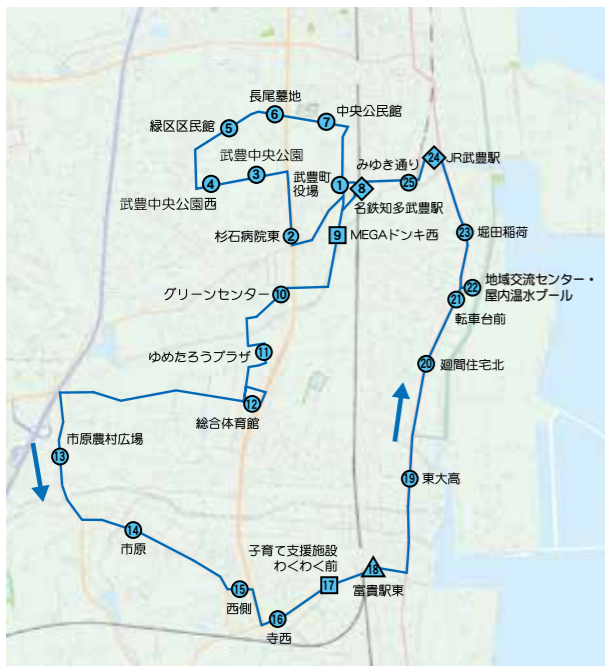 長尾墓地
6
中央公民館
7
緑区区民館
5
武豊中央公園
3
みゆき通り
25
24
JR武豊駅
武豊町
役場
1
8
名鉄知多武豊駅
4
武豊中央公園西
杉石病院東
2
9
MEGAドンキ西
23
堀田稲荷
グリーンセンター
10
22
地域交流センター・
屋内温水プール
21
転車台前
ゆめたろうプラザ
11
20
廻間住宅北
12
総合体育館
市原農村広場
13
19
東大高
14
市原
子育て支援施設
わくわく前
17
18
富貴駅東
15
西側
16
寺西